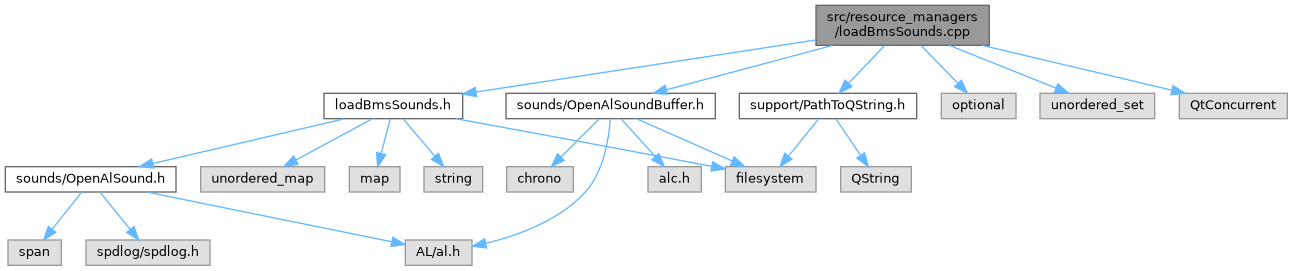 src/resource_managers
/loadBmsSounds.cpp
loadBmsSounds.h
sounds/OpenAlSoundBuffer.h
support/PathToQString.h
optional
unordered_set
QtConcurrent
sounds/OpenAlSound.h
unordered_map
map
string
chrono
alc.h
filesystem
QString
span
spdlog/spdlog.h
AL/al.h